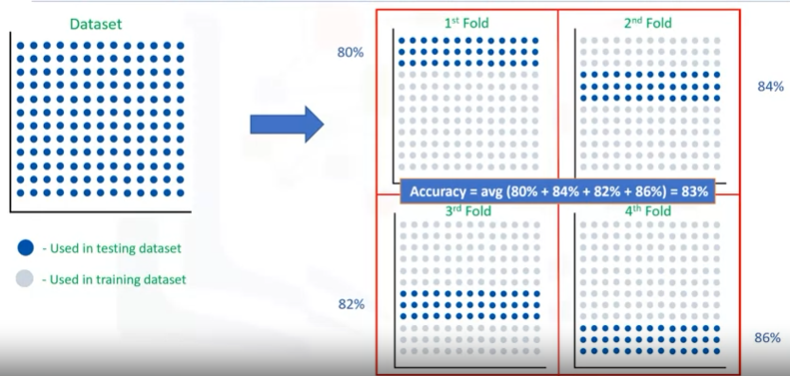 Dataset
- Used in testing dataset
- Used in training dataset
1st Fold
80%
2nd Fold
84%
Accuracy = avg (80% + 84% + 82% + 86%) = 83%
3rd Fold
82%
4th Fold
86%